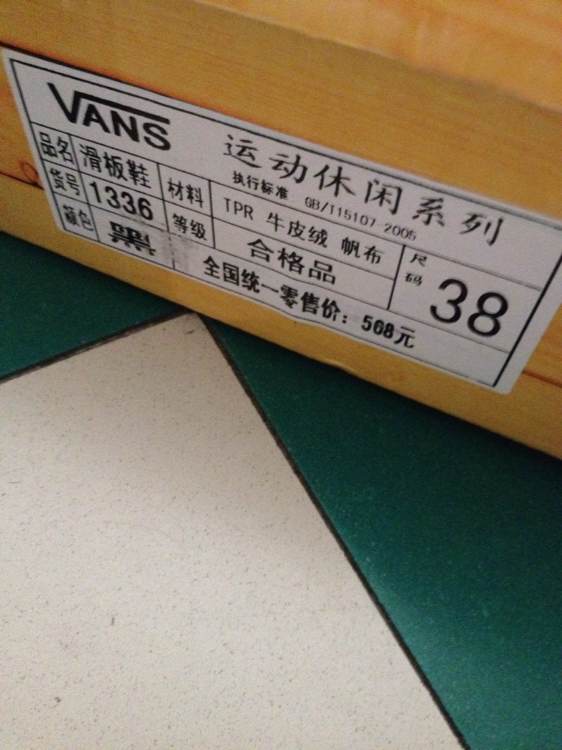 VANS 运动休闲系列
执行标准 GB/T15107 2005
品名 滑板鞋 材料 TPR 牛皮绒 帆布 尺码 38
货号 1336 等级 合格品
颜色 黑
全国统一零售价：568元